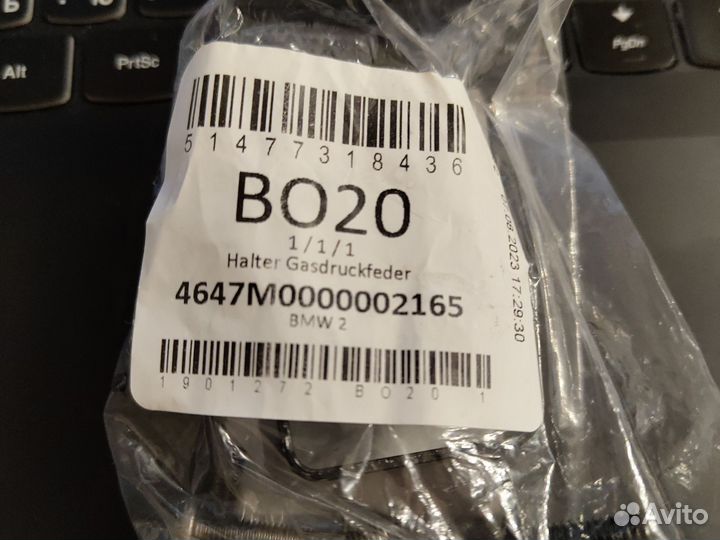 Alt
PrtSc
PgDn
51477318436
BO20
1/1/1
Halter Gasdruckfeder
4647M0000002165
BMW 2
1901272 BO20 1
08.2023 17:29:30
Avito